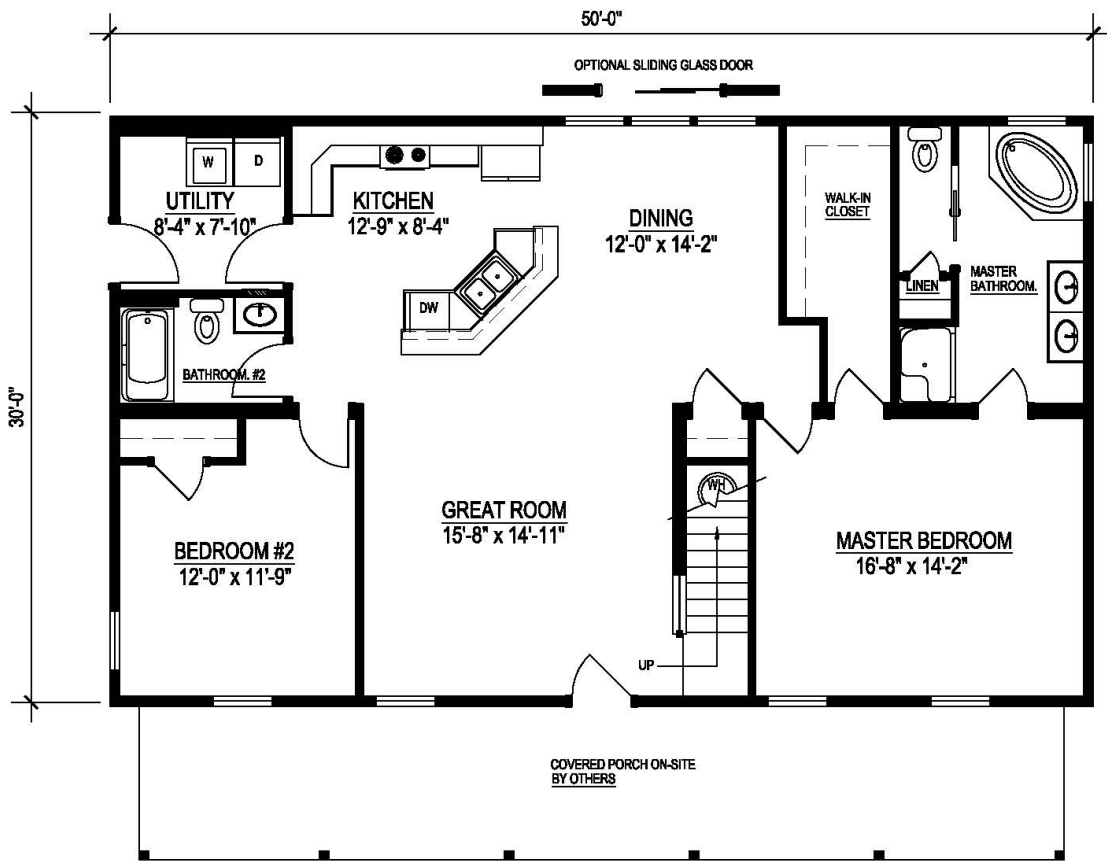 50'-0"
OPTIONAL SLIDING GLASS DOOR
W
D
UTILITY
8'-4" x 7'-10"
KITCHEN
12'-9" x 8'-4"
DINING
12'-0" x 14'-2"
WALK-IN
CLOSET
LINEN
MASTER
BATHROOM.
DW
BATHROOM. #2
30'-0"
WH
GREAT ROOM
15'-8" x 14'-11"
BEDROOM #2
12'-0" x 11'-9"
MASTER BEDROOM
16'-8" x 14'-2"
UP
COVERED PORCH ON-SITE
BY OTHERS